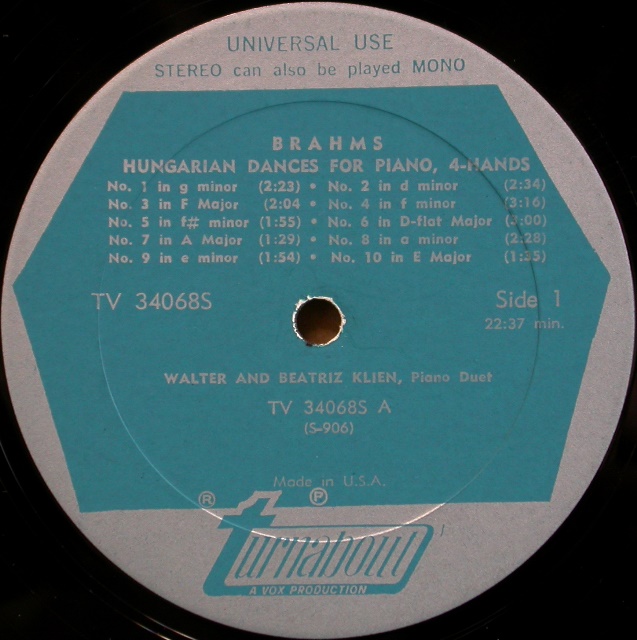 UNIVERSAL USE
STEREO can also be played MONO
BRAHMS
HUNGARIAN DANCES FOR PIANO, 4-HANDS
No. 1 in g minor (2:23) • No. 2 in d minor (2:34)
No. 3 in F Major (2:04 • No. 4 in f minor (3:16)
No. 5 in f# minor (1:55) • No. 6 in D-flat Major (3:00)
No. 7 in A Major (1:29) • No. 8 in a minor (2:28)
No. 9 in e minor (1:54) • No. 10 in E Major (1:35)
TV 34068S
Side 1
22:37 min.
WALTER AND BEATRIZ KLIEN, Piano Duet
TV 34068S A
(S-906)
Made in U.S.A.
® ℗
turnabout
A VOX PRODUCTION